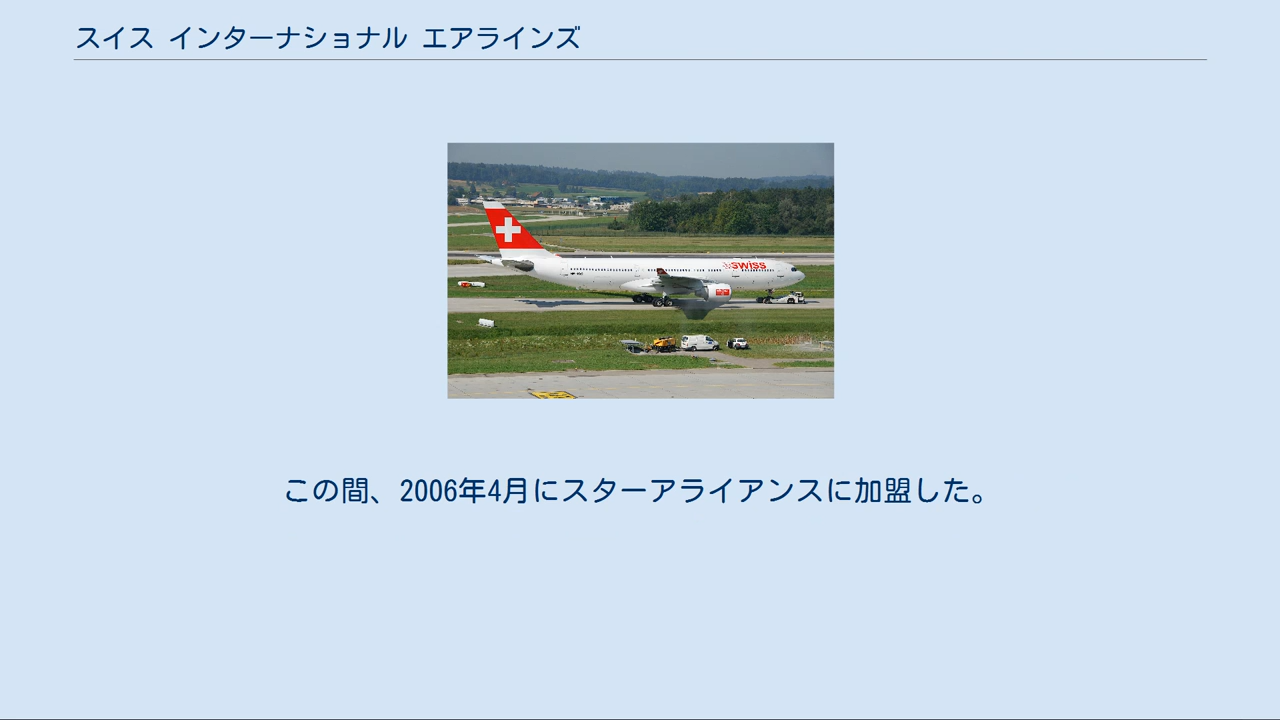 スイス インターナショナル エアラインズ
swiss
この間、2006年4月にスターアライアンスに加盟した。